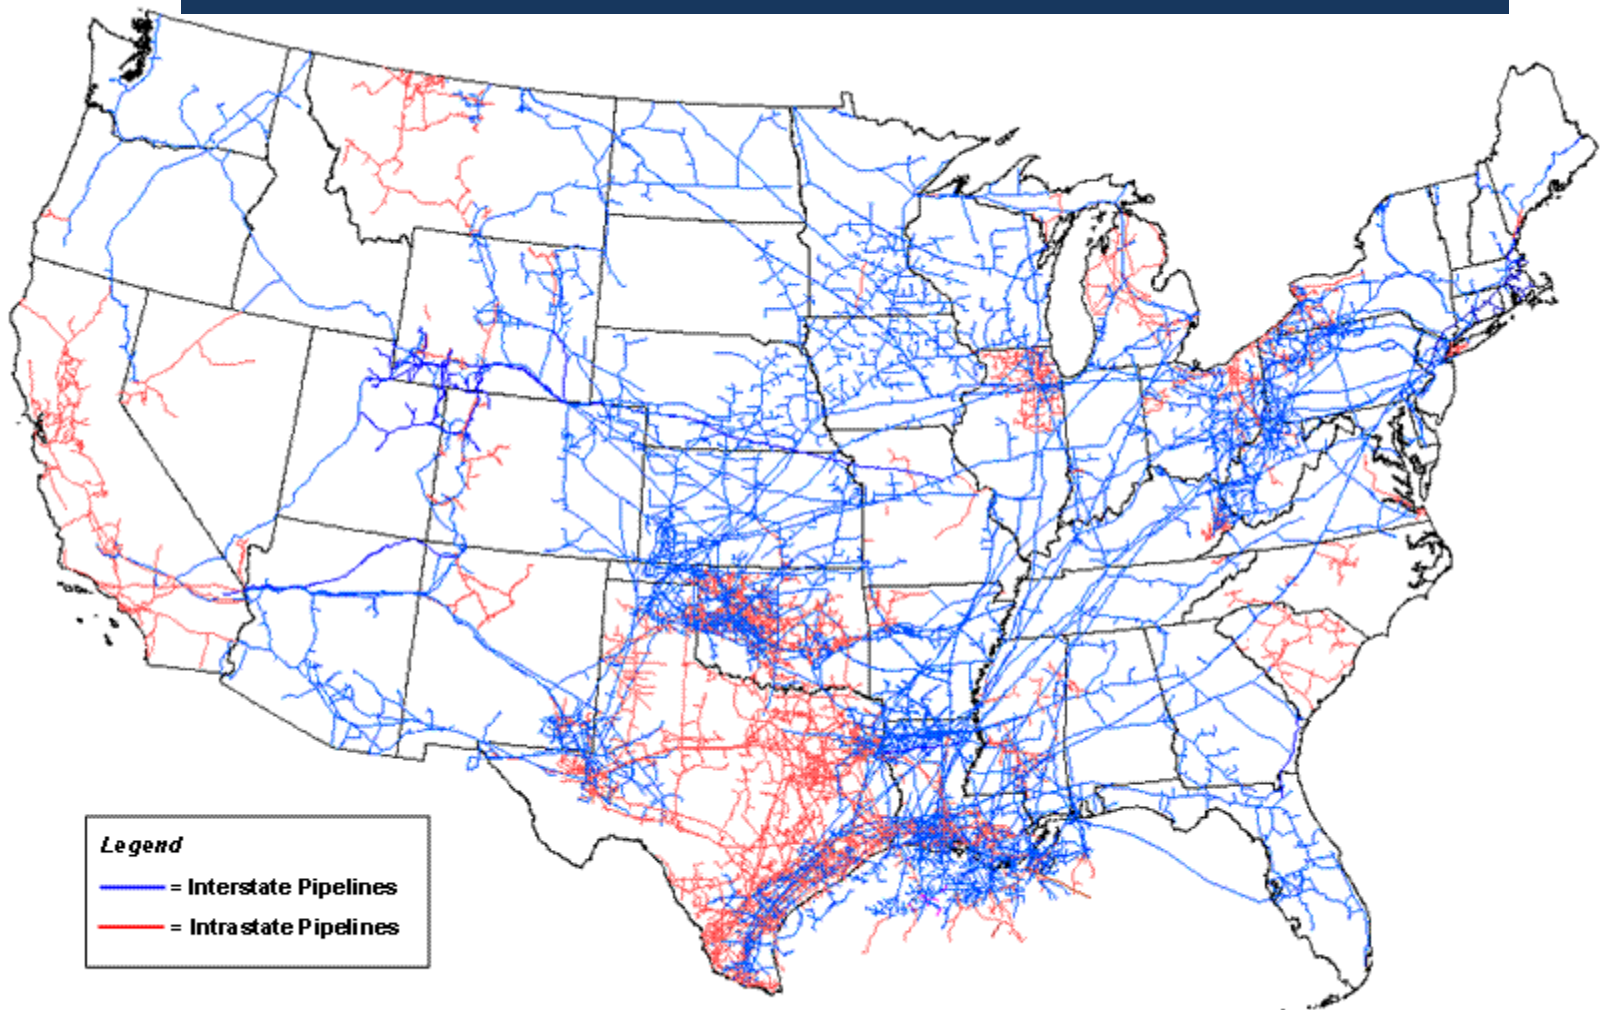 Legend
= Interstate Pipelines
= Intrastate Pipelines